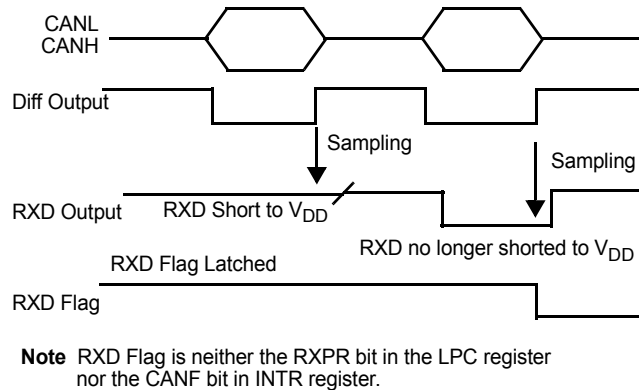 CANL
CANH
Diff Output
Sampling
Sampling
RXD Output
RXD Short to VDD
RXD no longer shorted to VDD
RXD Flag Latched
RXD Flag
Note RXD Flag is neither the RXPR bit in the LPC register
nor the CANF bit in INTR register.